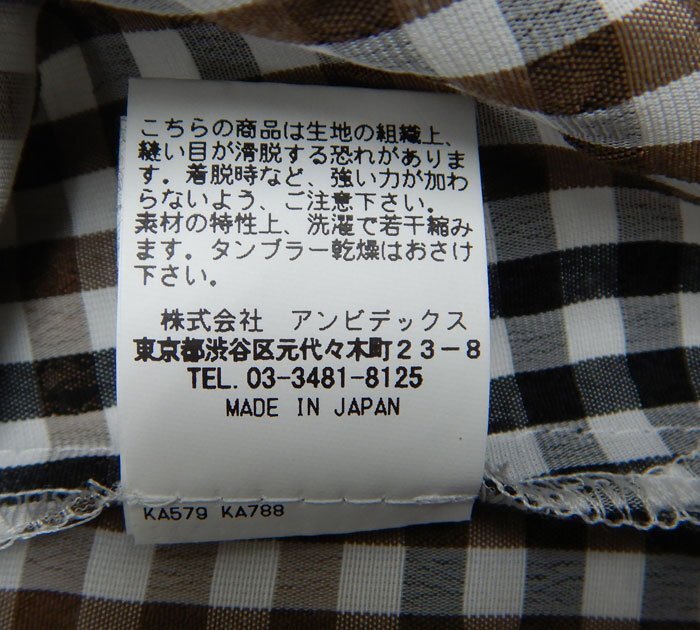 こちらの商品は生地の組織上、
縫い目が滑脱する恐れがありま
す。着脱時など、強い力が加わ
らないよう、ご注意下さい。
素材の特性上、洗濯で若干縮み
ます。タンブラー乾燥はおさけ
下さい。
株式会社 アンビデックス
東京都渋谷区元代々木町23-8
TEL. 03-3481-8125
MADE IN JAPAN
KA579 KA788